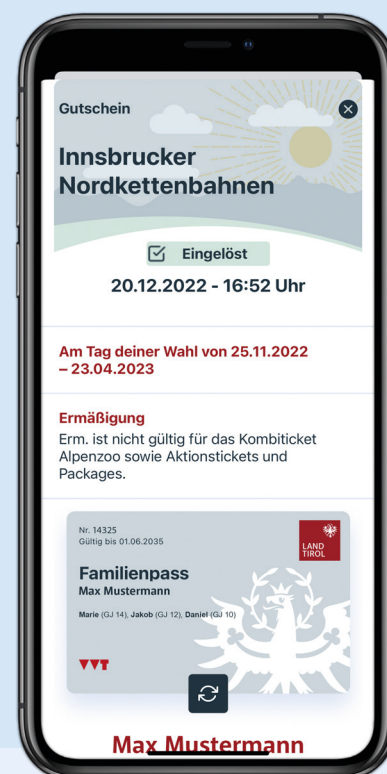 Gutschein
Innsbrucker
Nordkettenbahnen
Eingelöst
20.12.2022 - 16:52 Uhr
Am Tag deiner Wahl von 25.11.2022
– 23.04.2023
Ermäßigung
Erm. ist nicht gültig für das Kombiticket
Alpenzoo sowie Aktionstickets und
Packages.
Nr. 14325
Gültig bis 01.06.2035
LAND
TIROL
Familienpass
Max Mustermann
Marie (GJ 14), Jakob (GJ 12), Daniel (GJ 10)
VVT
Max Mustermann